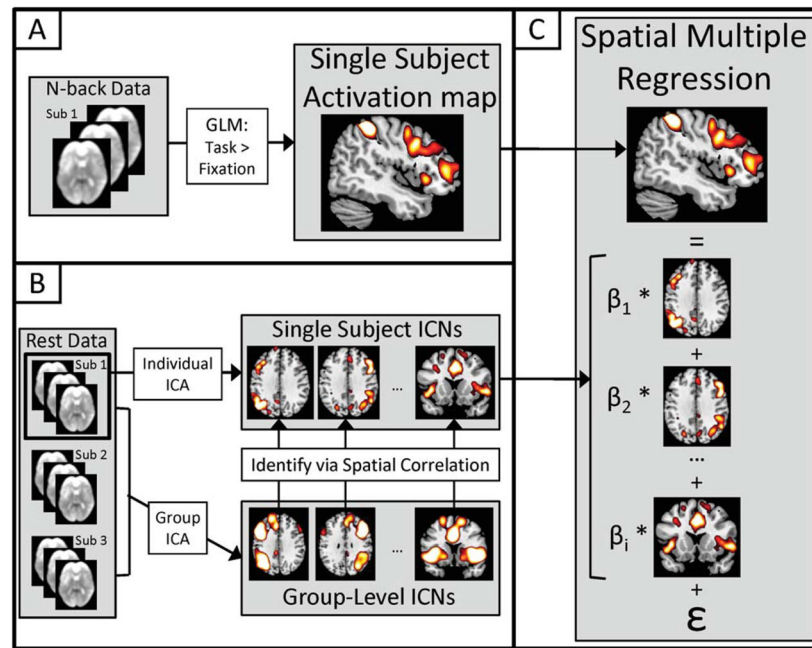 A
N-back Data
Sub 1
GLM:
Task >
Fixation
Single Subject
Activation map
B
Rest Data
Sub 1
Sub 2
Sub 3
Individual
ICA
Group
ICA
Single Subject ICNs
...
Identify via Spatial Correlation
...
Group-Level ICNs
C
Spatial Multiple
Regression
=
β1 *
+
β2 *
...
+
βi *
+
ε